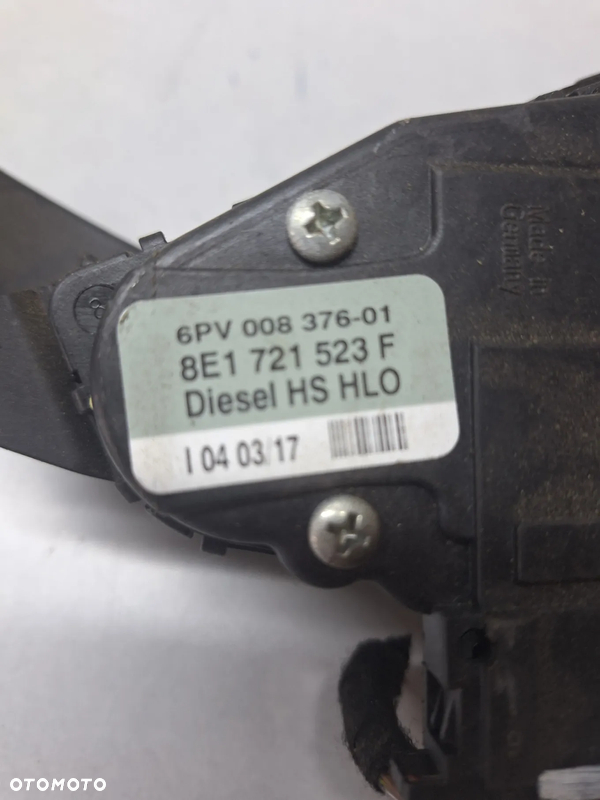 Made in
Germany
6PV 008 376-01
8E1 721 523 F
Diesel HS HLO
I 04 03/17
OTOMOTO